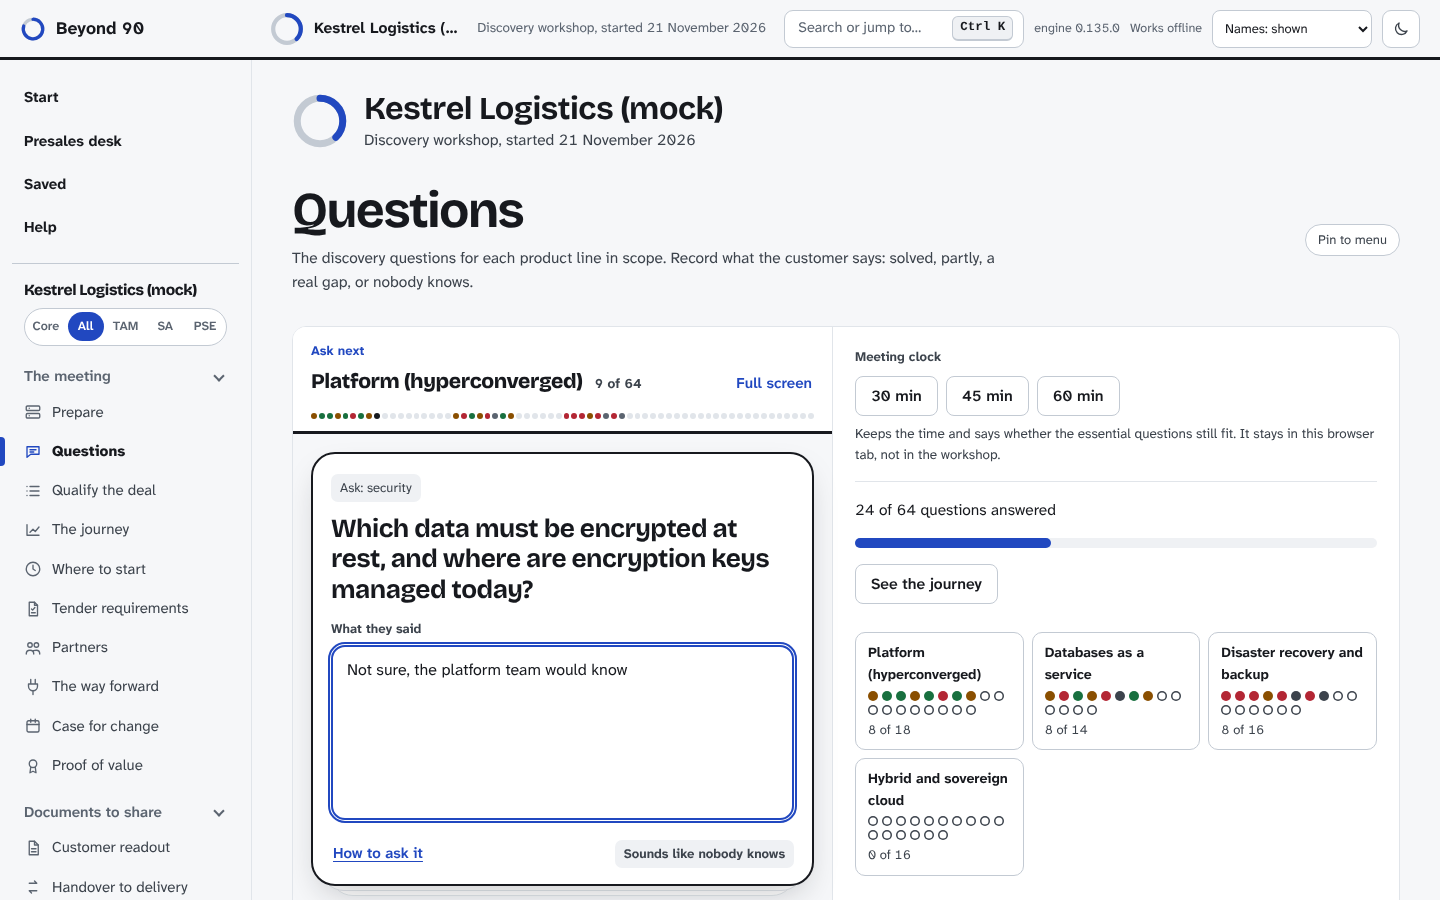 Beyond 90
Kestrel Logistics (...
Discovery workshop, started 21 November 2026
Search or jump to...
Ctrl K
engine 0.135.0
Works offline
Names: shown
Start
Presales desk
Saved
Help
Kestrel Logistics (mock)
Core
All
TAM
SA
PSE
The meeting
Prepare
Questions
Qualify the deal
The journey
Where to start
Tender requirements
Partners
The way forward
Case for change
Proof of value
Documents to share
Customer readout
Handover to delivery
Kestrel Logistics (mock)
Discovery workshop, started 21 November 2026
Questions
The discovery questions for each product line in scope. Record what the customer says: solved, partly, a
real gap, or nobody knows.
Pin to menu
Ask next
Platform (hyperconverged)
9 of 64
Full screen
Ask: security
Which data must be encrypted at
rest, and where are encryption keys
managed today?
What they said
Not sure, the platform team would know
How to ask it
Sounds like nobody knows
Meeting clock
30 min
45 min
60 min
Keeps the time and says whether the essential questions still fit. It stays in this browser
tab, not in the workshop.
24 of 64 questions answered
See the journey
Platform
(hyperconverged)
8 of 18
Databases as a
service
8 of 14
Disaster recovery and
backup
8 of 16
Hybrid and sovereign
cloud
0 of 16